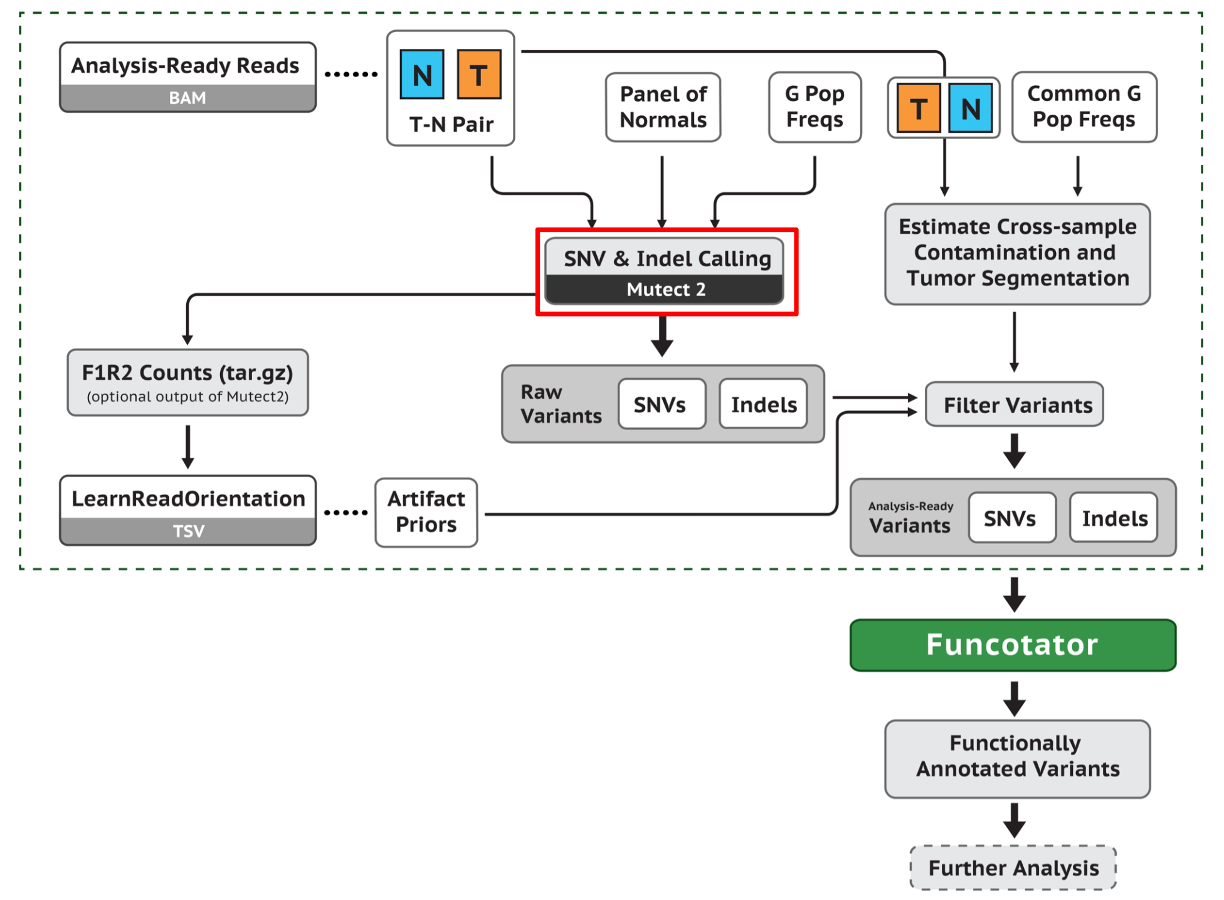 Analysis-Ready Reads
BAM
N
T
T-N Pair
Panel of
Normals
G Pop
Freqs
T
N
Common G
Pop Freqs
SNV & Indel Calling
Mutect 2
Estimate Cross-sample
Contamination and
Tumor Segmentation
F1R2 Counts (tar.gz)
(optional output of Mutect2)
Raw
Variants
SNVs
Indels
Filter Variants
LearnReadOrientation
TSV
Artifact
Priors
Analysis-Ready
Variants
SNVs
Indels
Funcotator
Functionally
Annotated Variants
Further Analysis